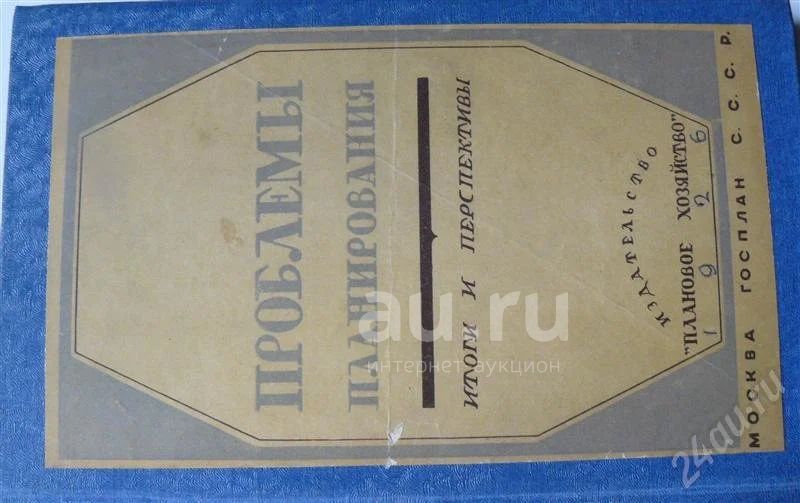 ПРОБЛЕМЫ
ПЛАНИРОВАНИЯ
ИТОГИ И ПЕРСПЕКТИВЫ
ИЗДАТЕЛЬСТВО
"ПЛАНОВОЕ ХОЗЯЙСТВО"
1926
МОСКВА ГОСПЛАН С. С. С. Р.
au.ru
интернет-аукцион
24au.ru